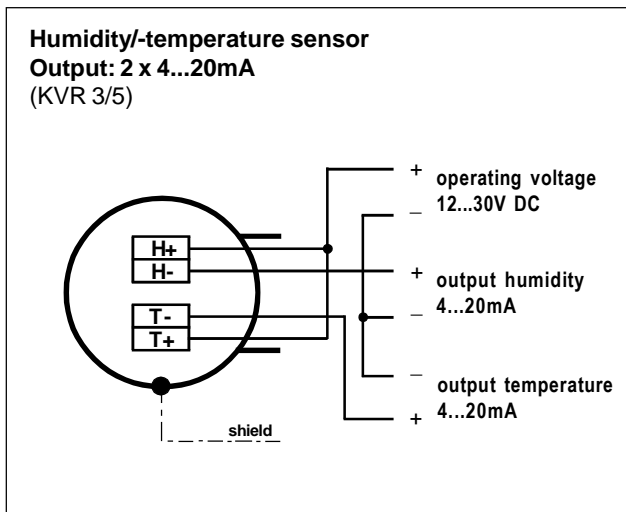 Humidity/-temperature sensor
Output: 2 x 4...20mA
(KVR 3/5)
+ operating voltage
12...30V DC
–
H+
H-
+ output humidity
4...20mA
–
T-
T+
– output temperature
4...20mA
+
shield